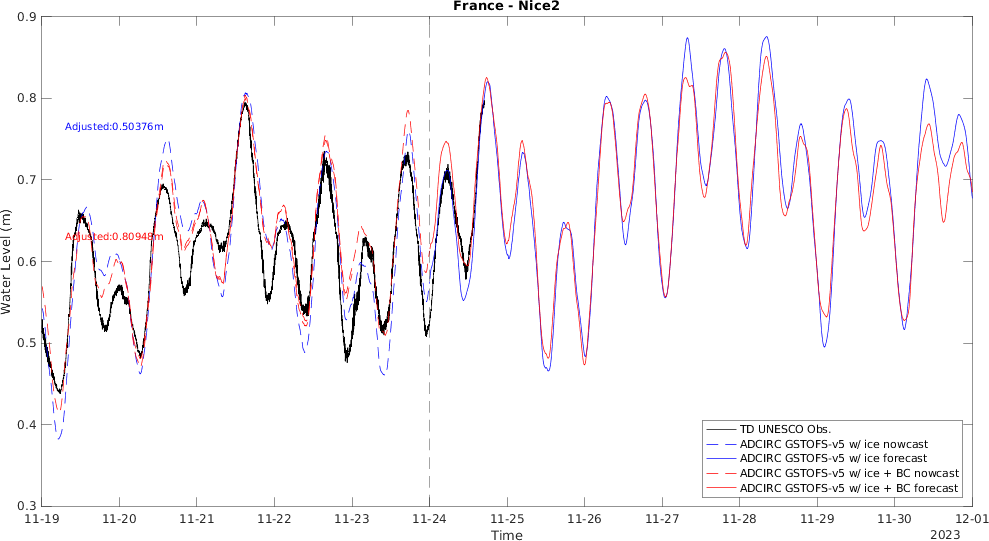 France - Nice2
0.9
0.8
0.7
0.6
0.5
0.4
0.3
Water Level (m)
Adjusted:0.50376m
Adjusted:0.80948m
TD UNESCO Obs.
ADCIRC GSTOFS-v5 w/ ice nowcast
ADCIRC GSTOFS-v5 w/ ice forecast
ADCIRC GSTOFS-v5 w/ ice + BC nowcast
ADCIRC GSTOFS-v5 w/ ice + BC forecast
11-19 11-20 11-21 11-22 11-23 11-24 11-25 11-26 11-27 11-28 11-29 11-30 12-01
Time
2023